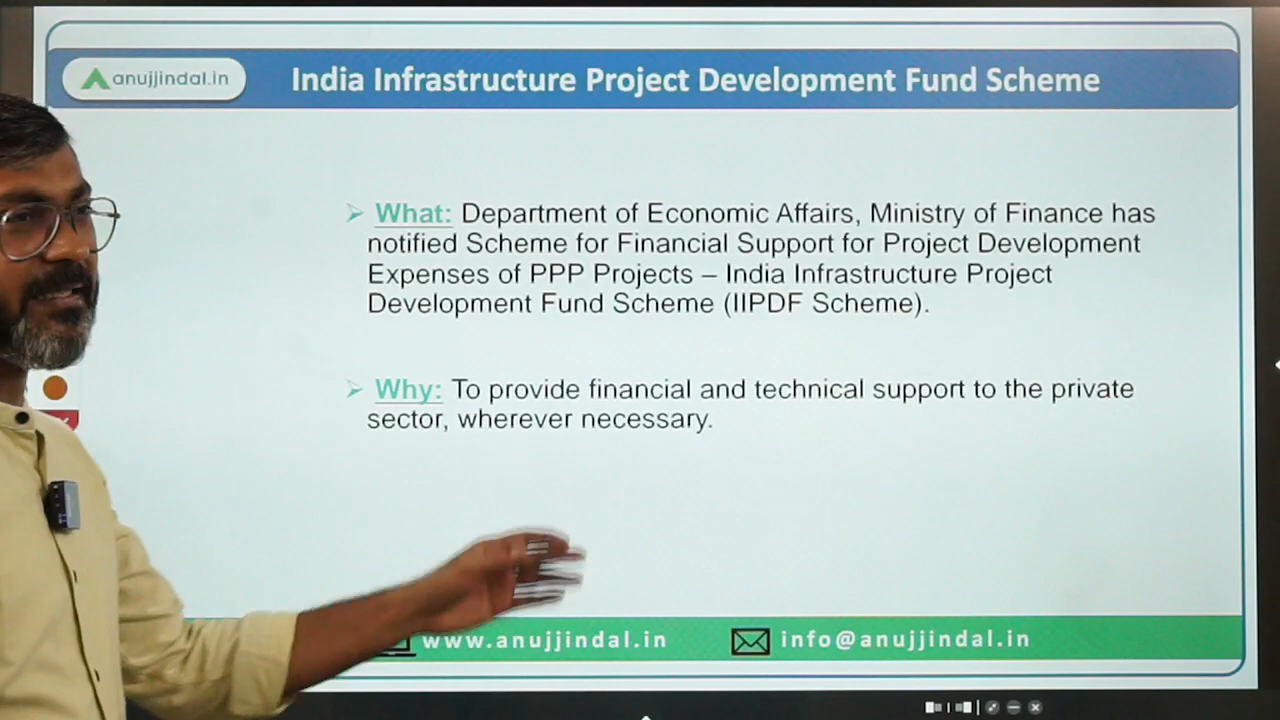 anujjindal.in
India Infrastructure Project Development Fund Scheme
What: Department of Economic Affairs, Ministry of Finance has
notified Scheme for Financial Support for Project Development
Expenses of PPP Projects – India Infrastructure Project
Development Fund Scheme (IIPDF Scheme).
Why: To provide financial and technical support to the private
sector, wherever necessary.
www.anujjindal.in
info@anujjindal.in